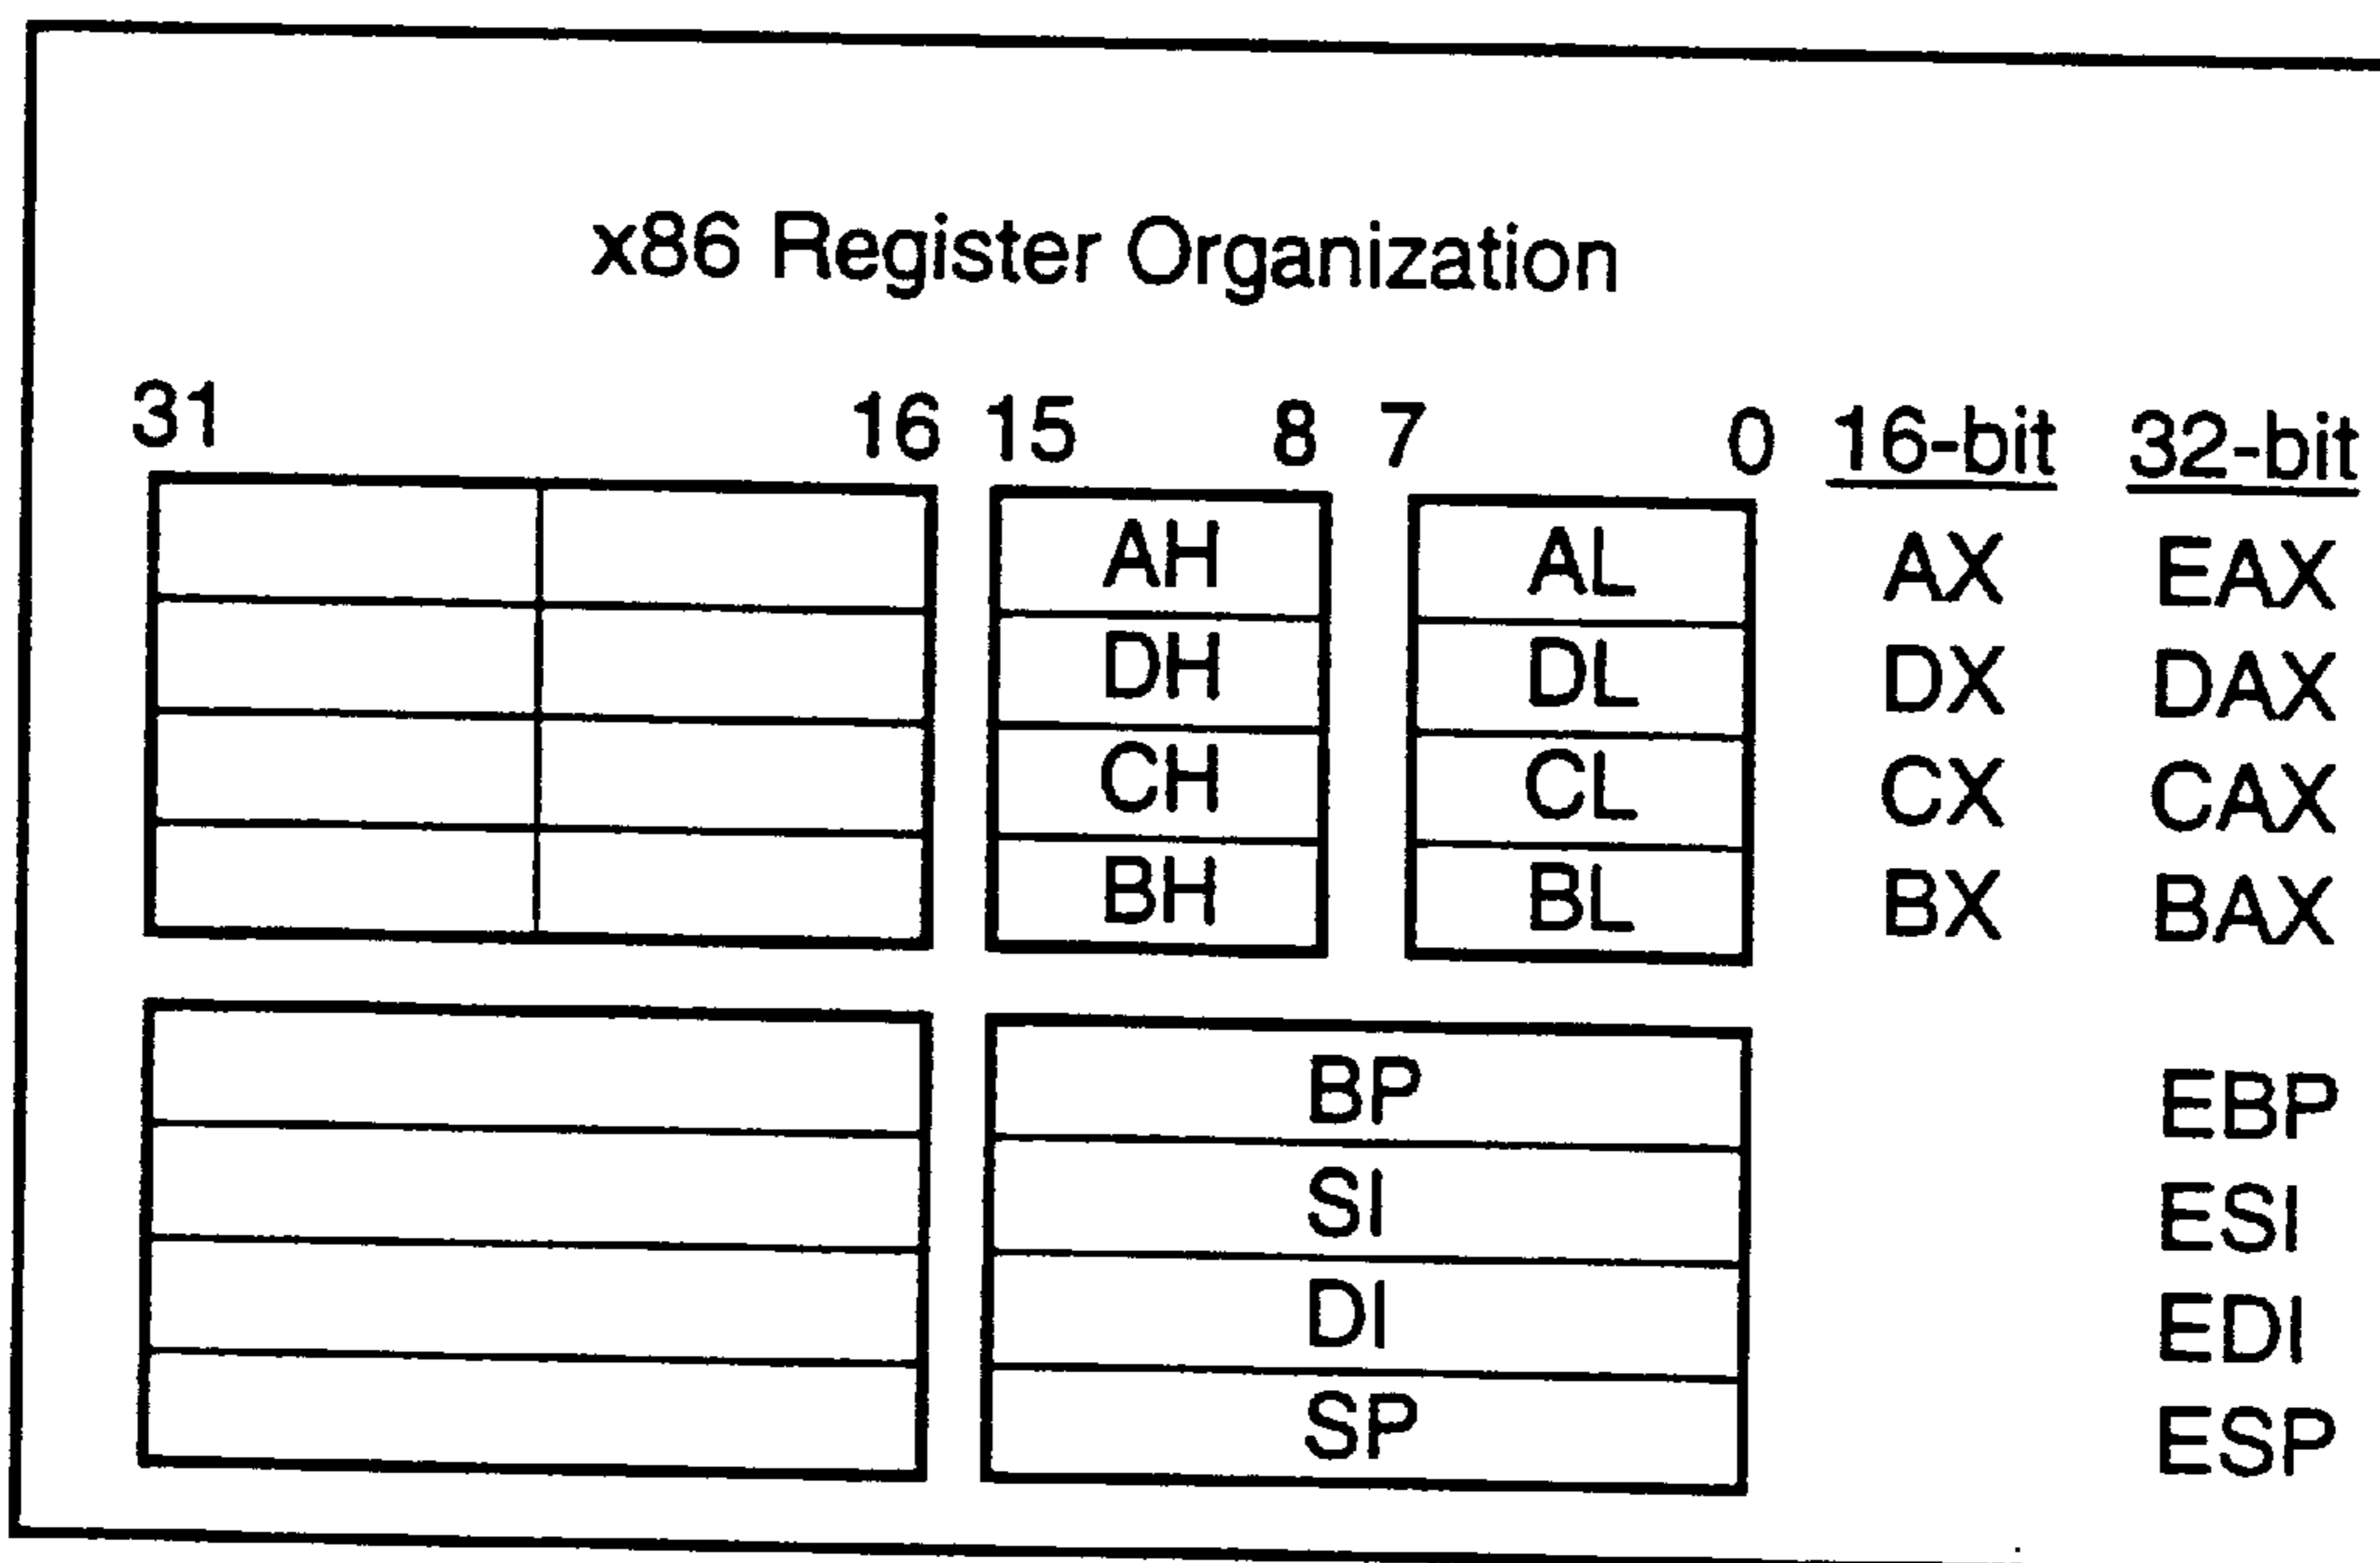 x86 Register Organization
31 16 15 8 7 0 16-bit 32-bit
AH AL AX EAX
DH DL DX DAX
CH CL CX CAX
BH BL BX BAX
BP EBP
SI ESI
DI EDI
SP ESP